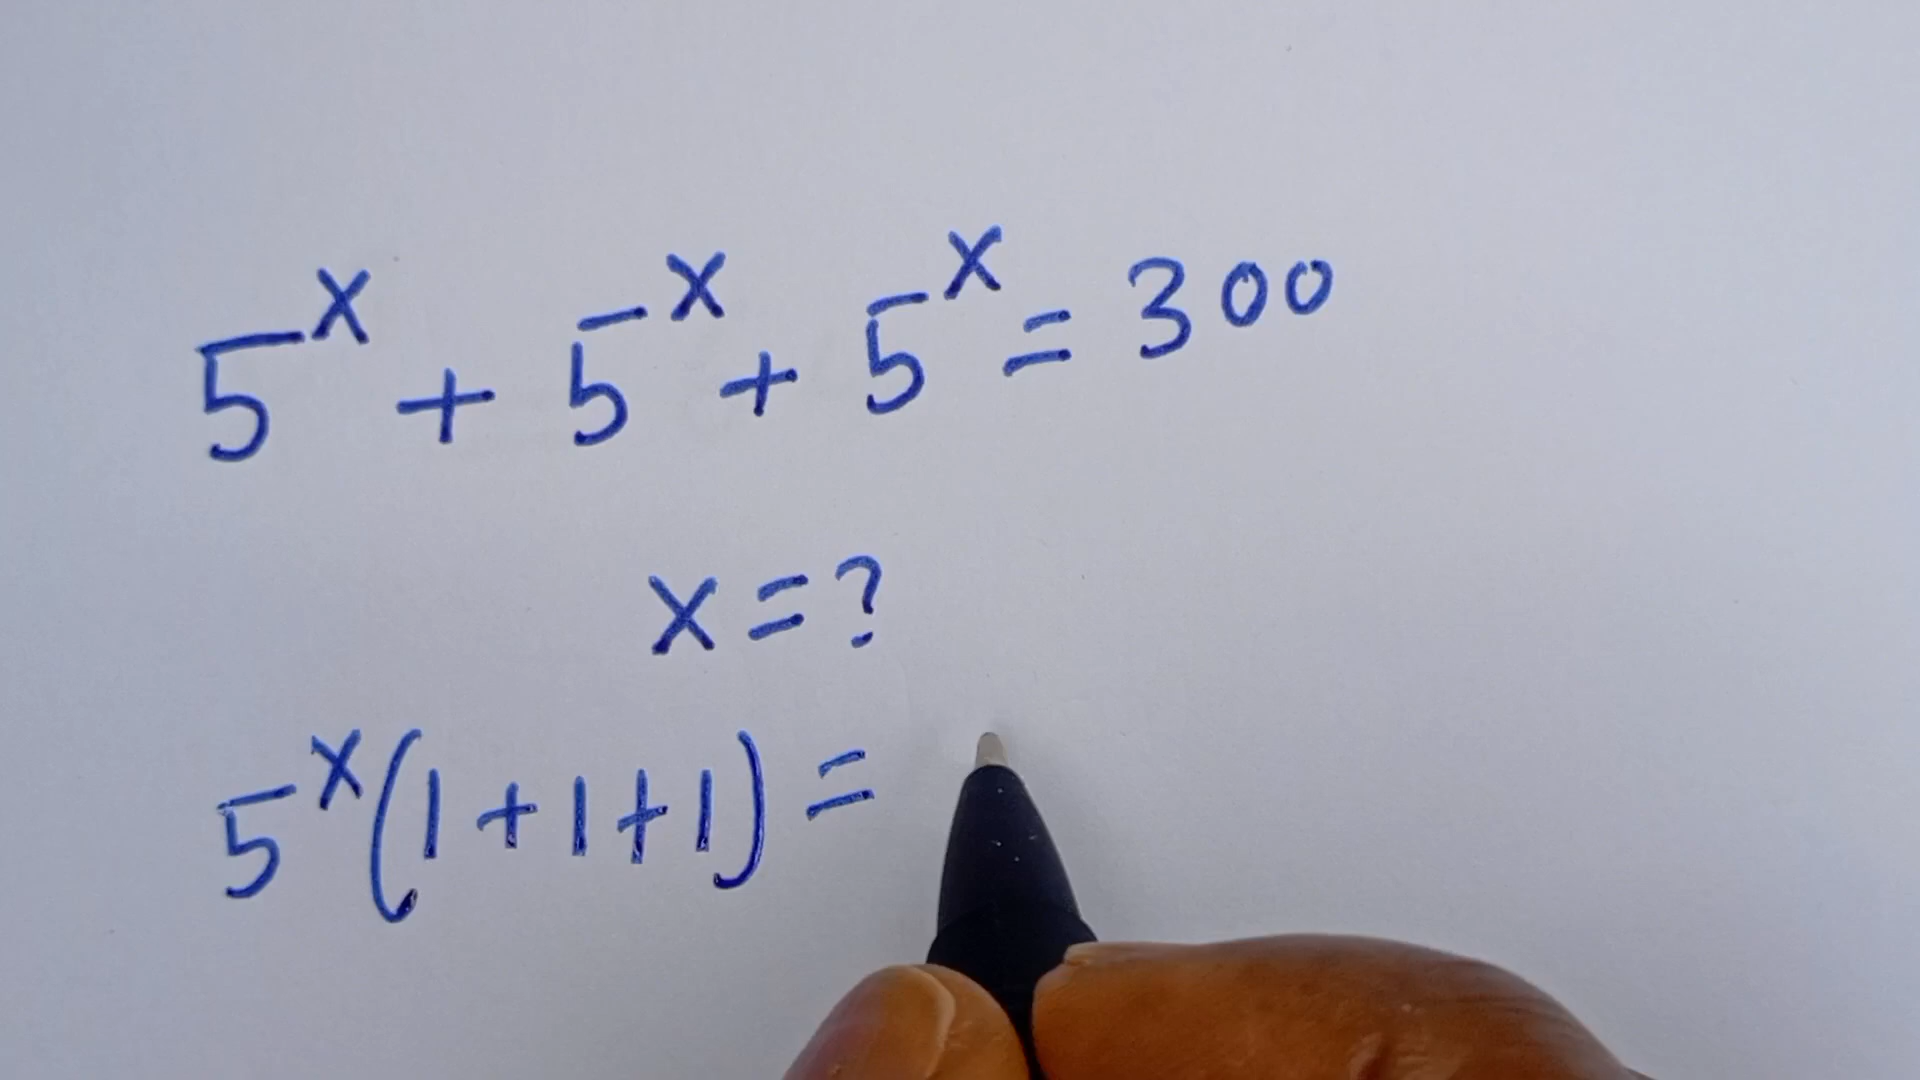 5^x + 5^x + 5^x = 300
x = ?
5^x(1+1+1) =